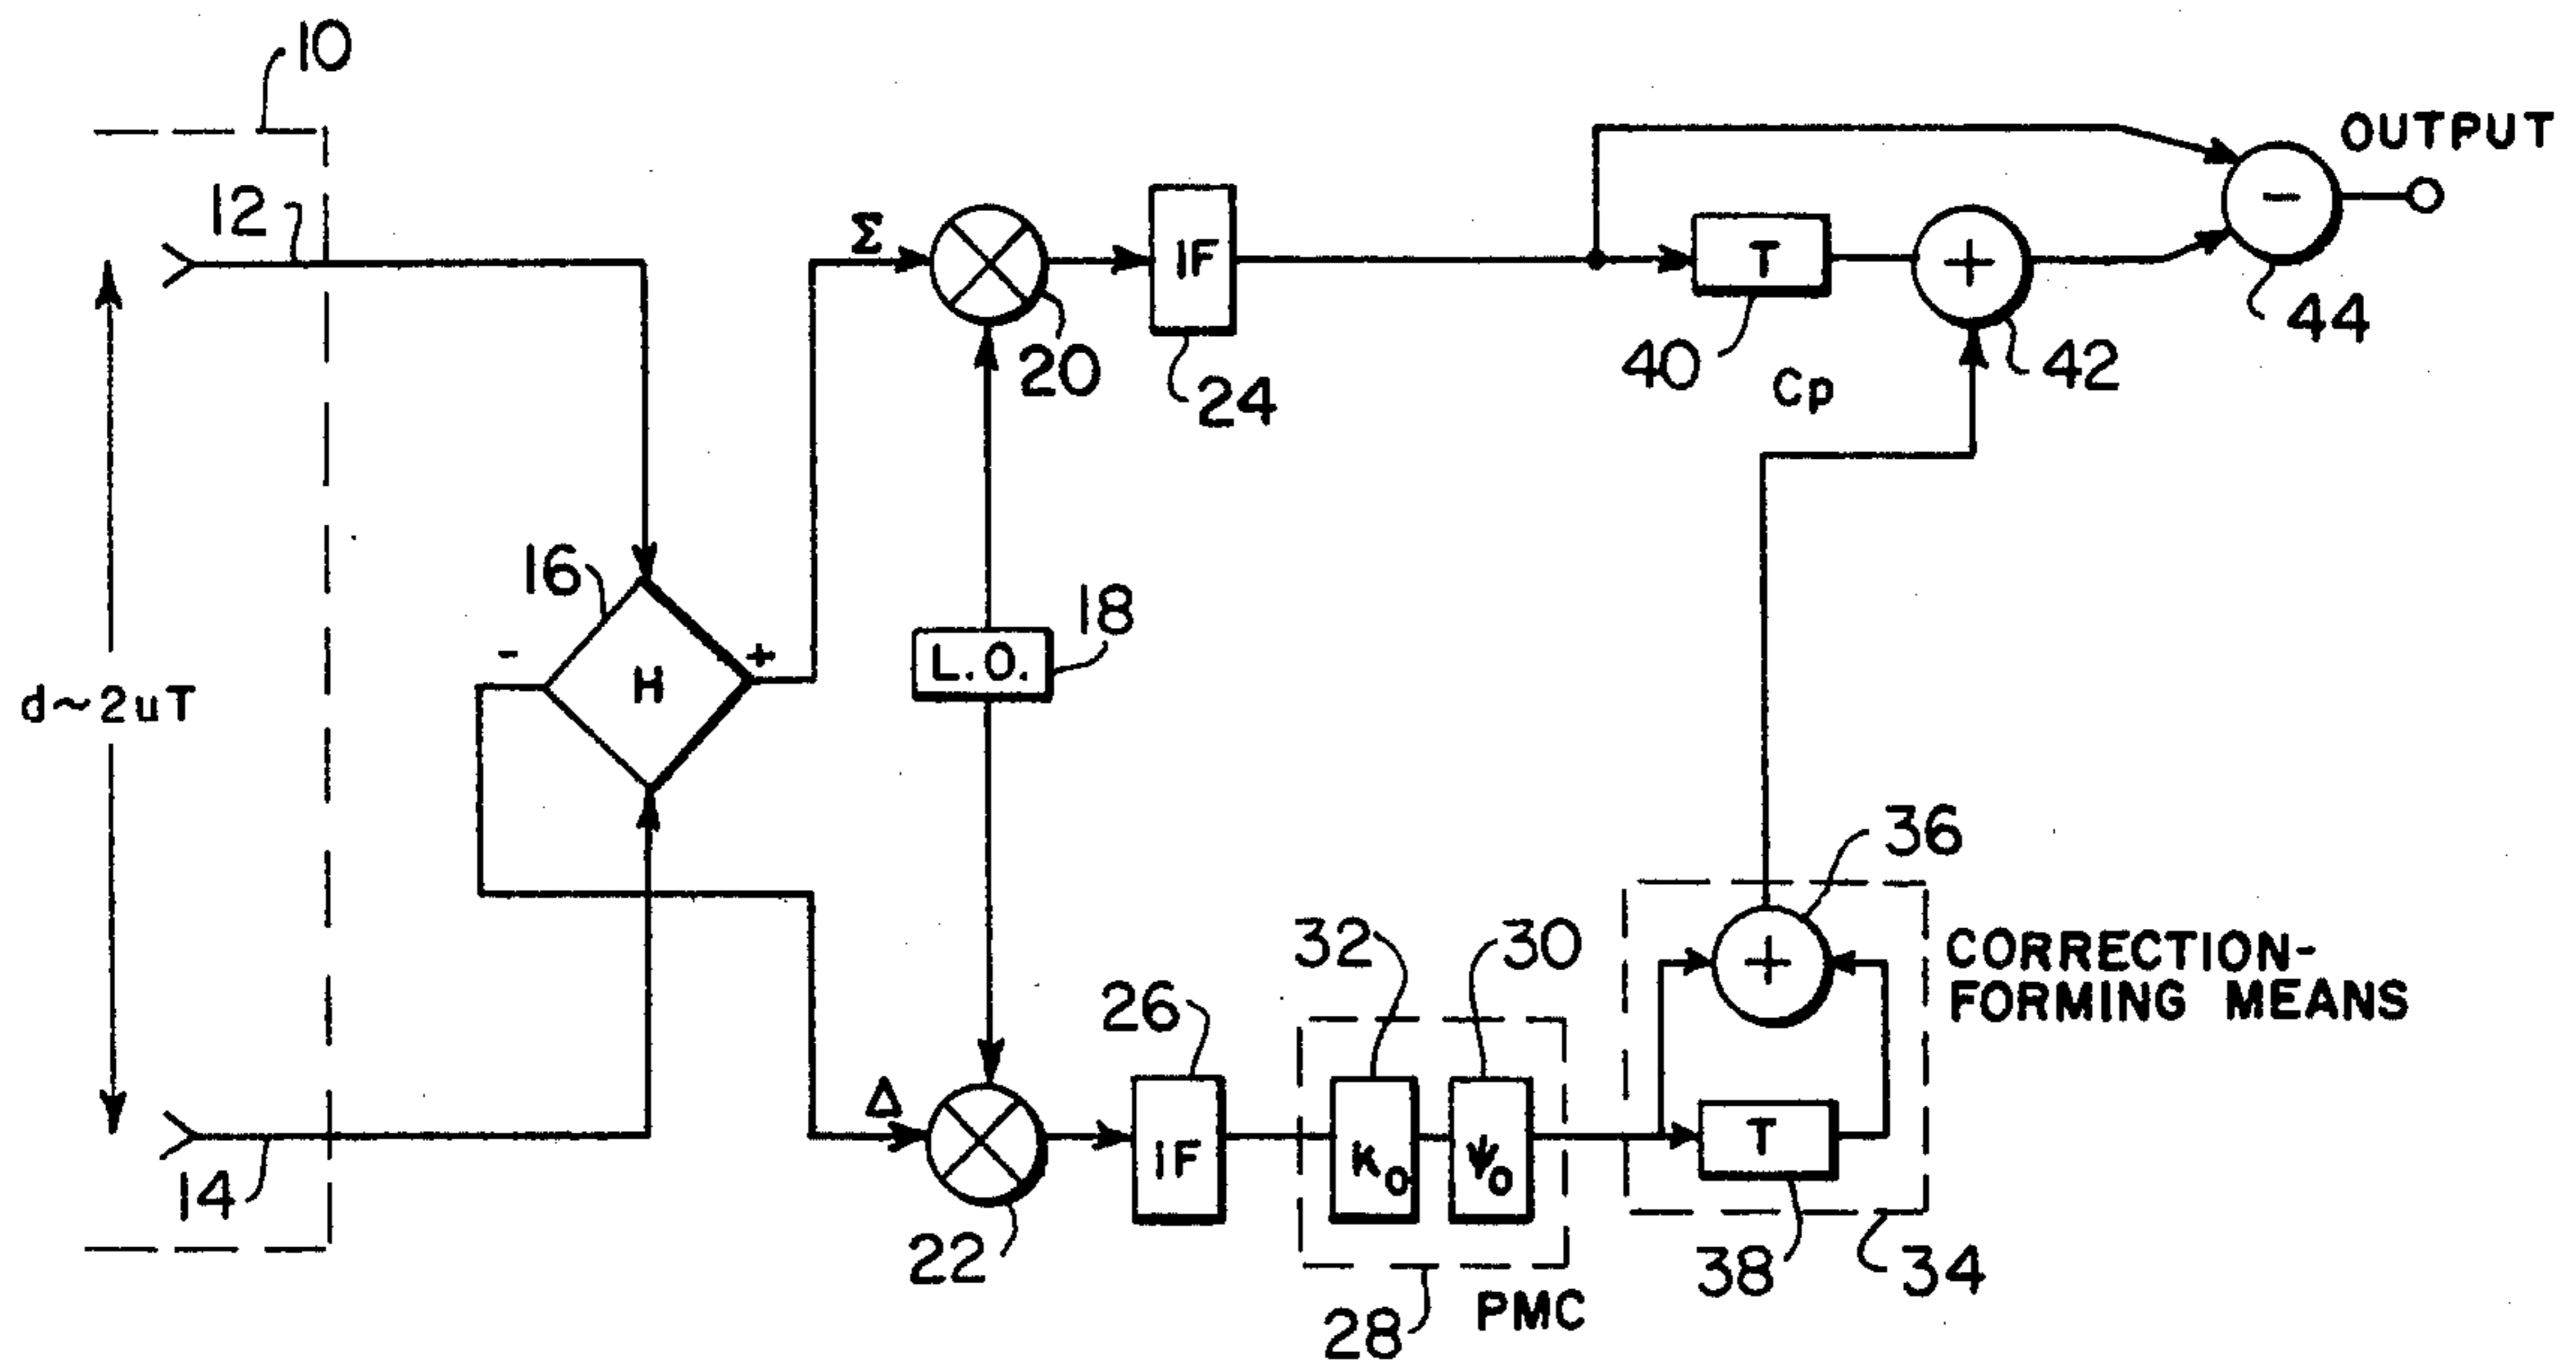 10
OUTPUT
12
Σ
IF
T
+
-
20
24
40
42
44
Cp
16
-
+
H
18
L.O.
d~2uT
36
32
30
CORRECTION-
FORMING MEANS
26
+
Δ
IF
K₀
ψ₀
T
14
22
38
34
28
PMC